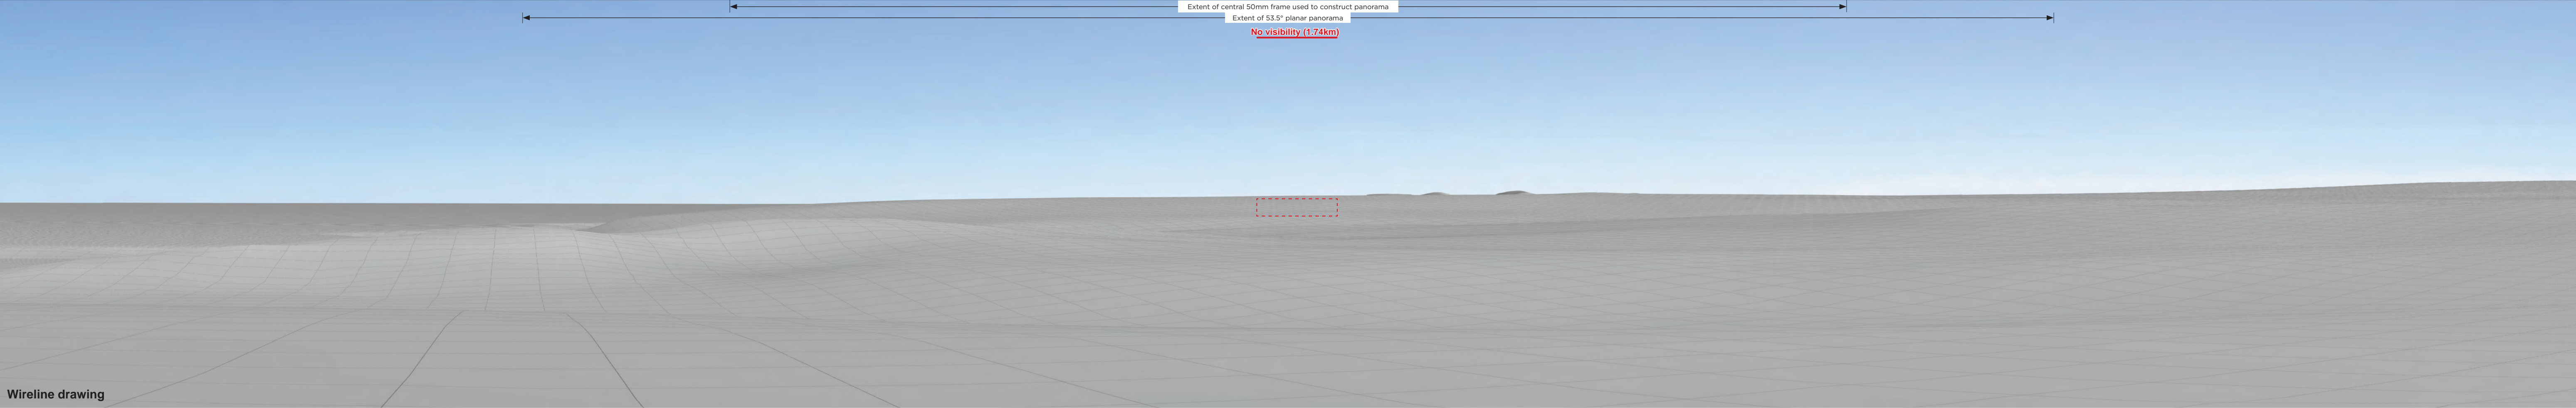 Extent of central 50mm frame used to construct panorama
Extent of 53.5° planar panorama
No visibility (1.74km)
Wireline drawing